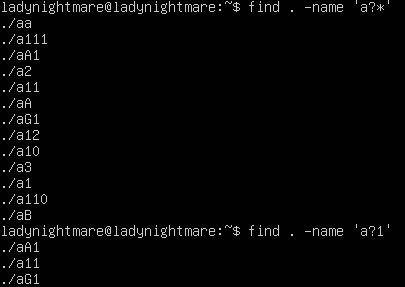 ladynightmare@ladynightmare:~$ find . -name 'a?*'
./aa
./a111
./aA1
./a2
./a11
./aA
./aG1
./a12
./a10
./a3
./a1
./a110
./aB
ladynightmare@ladynightmare:~$ find . -name 'a?1'
./aA1
./a11
./aG1